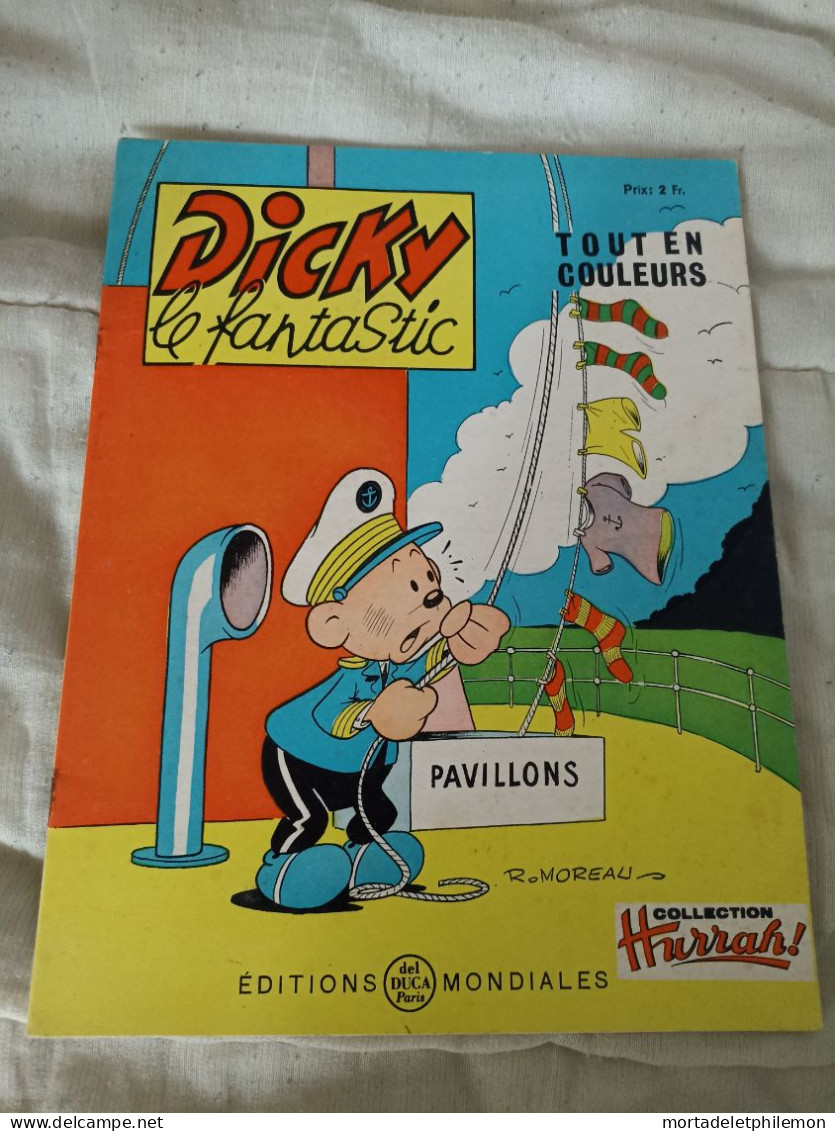 Prix: 2 Fr.
Dicky
le fantastic
TOUT EN
COULEURS
PAVILLONS
R. MOREAU
COLLECTION
Hurrah!
ÉDITIONS del DUCA Paris MONDIALES
delcampe.net
mortadeletphilemon